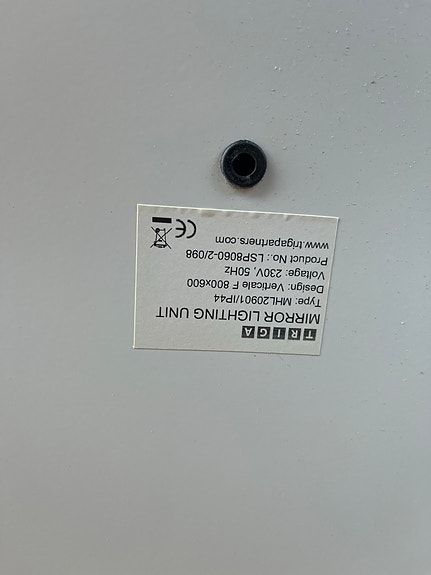 TRIGA
MIRROR LIGHTING UNIT
Type: MHL20901/IP44
Design: Verticale F 800x600
Voltage: 230V, 50Hz
Product No.: LSP8060-2/098
www.trigapartners.com
CE